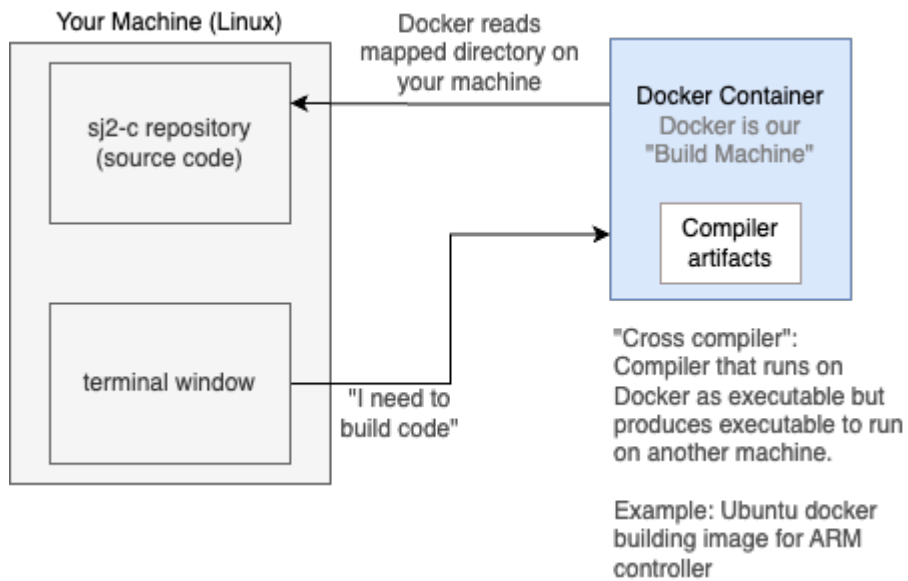 Your Machine (Linux)
sj2-c repository
(source code)
terminal window
Docker reads
mapped directory on
your machine
"I need to
build code"
Docker Container
Docker is our
"Build Machine"
Compiler
artifacts
"Cross compiler":
Compiler that runs on
Docker as executable but
produces executable to run
on another machine.
Example: Ubuntu docker
building image for ARM
controller